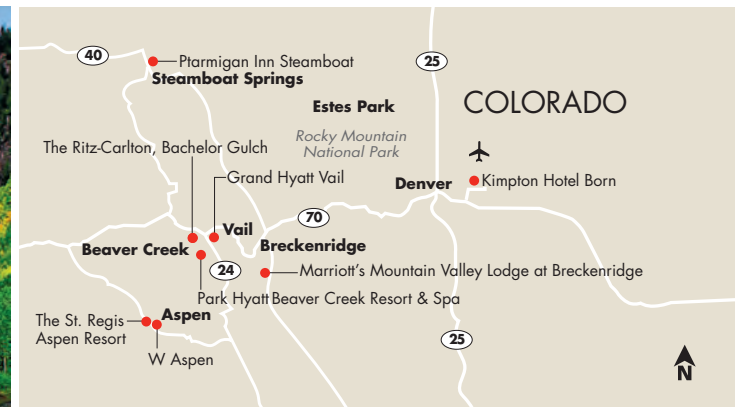 40
Ptarmigan Inn Steamboat
Steamboat Springs
25
Estes Park
COLORADO
Rocky Mountain
National Park
The Ritz-Carlton, Bachelor Gulch
Grand Hyatt Vail
Denver
Kimpton Hotel Born
70
Vail
Beaver Creek
Breckenridge
24
Marriott's Mountain Valley Lodge at Breckenridge
Park Hyatt Beaver Creek Resort & Spa
The St. Regis
Aspen Resort
Aspen
W Aspen
25
N